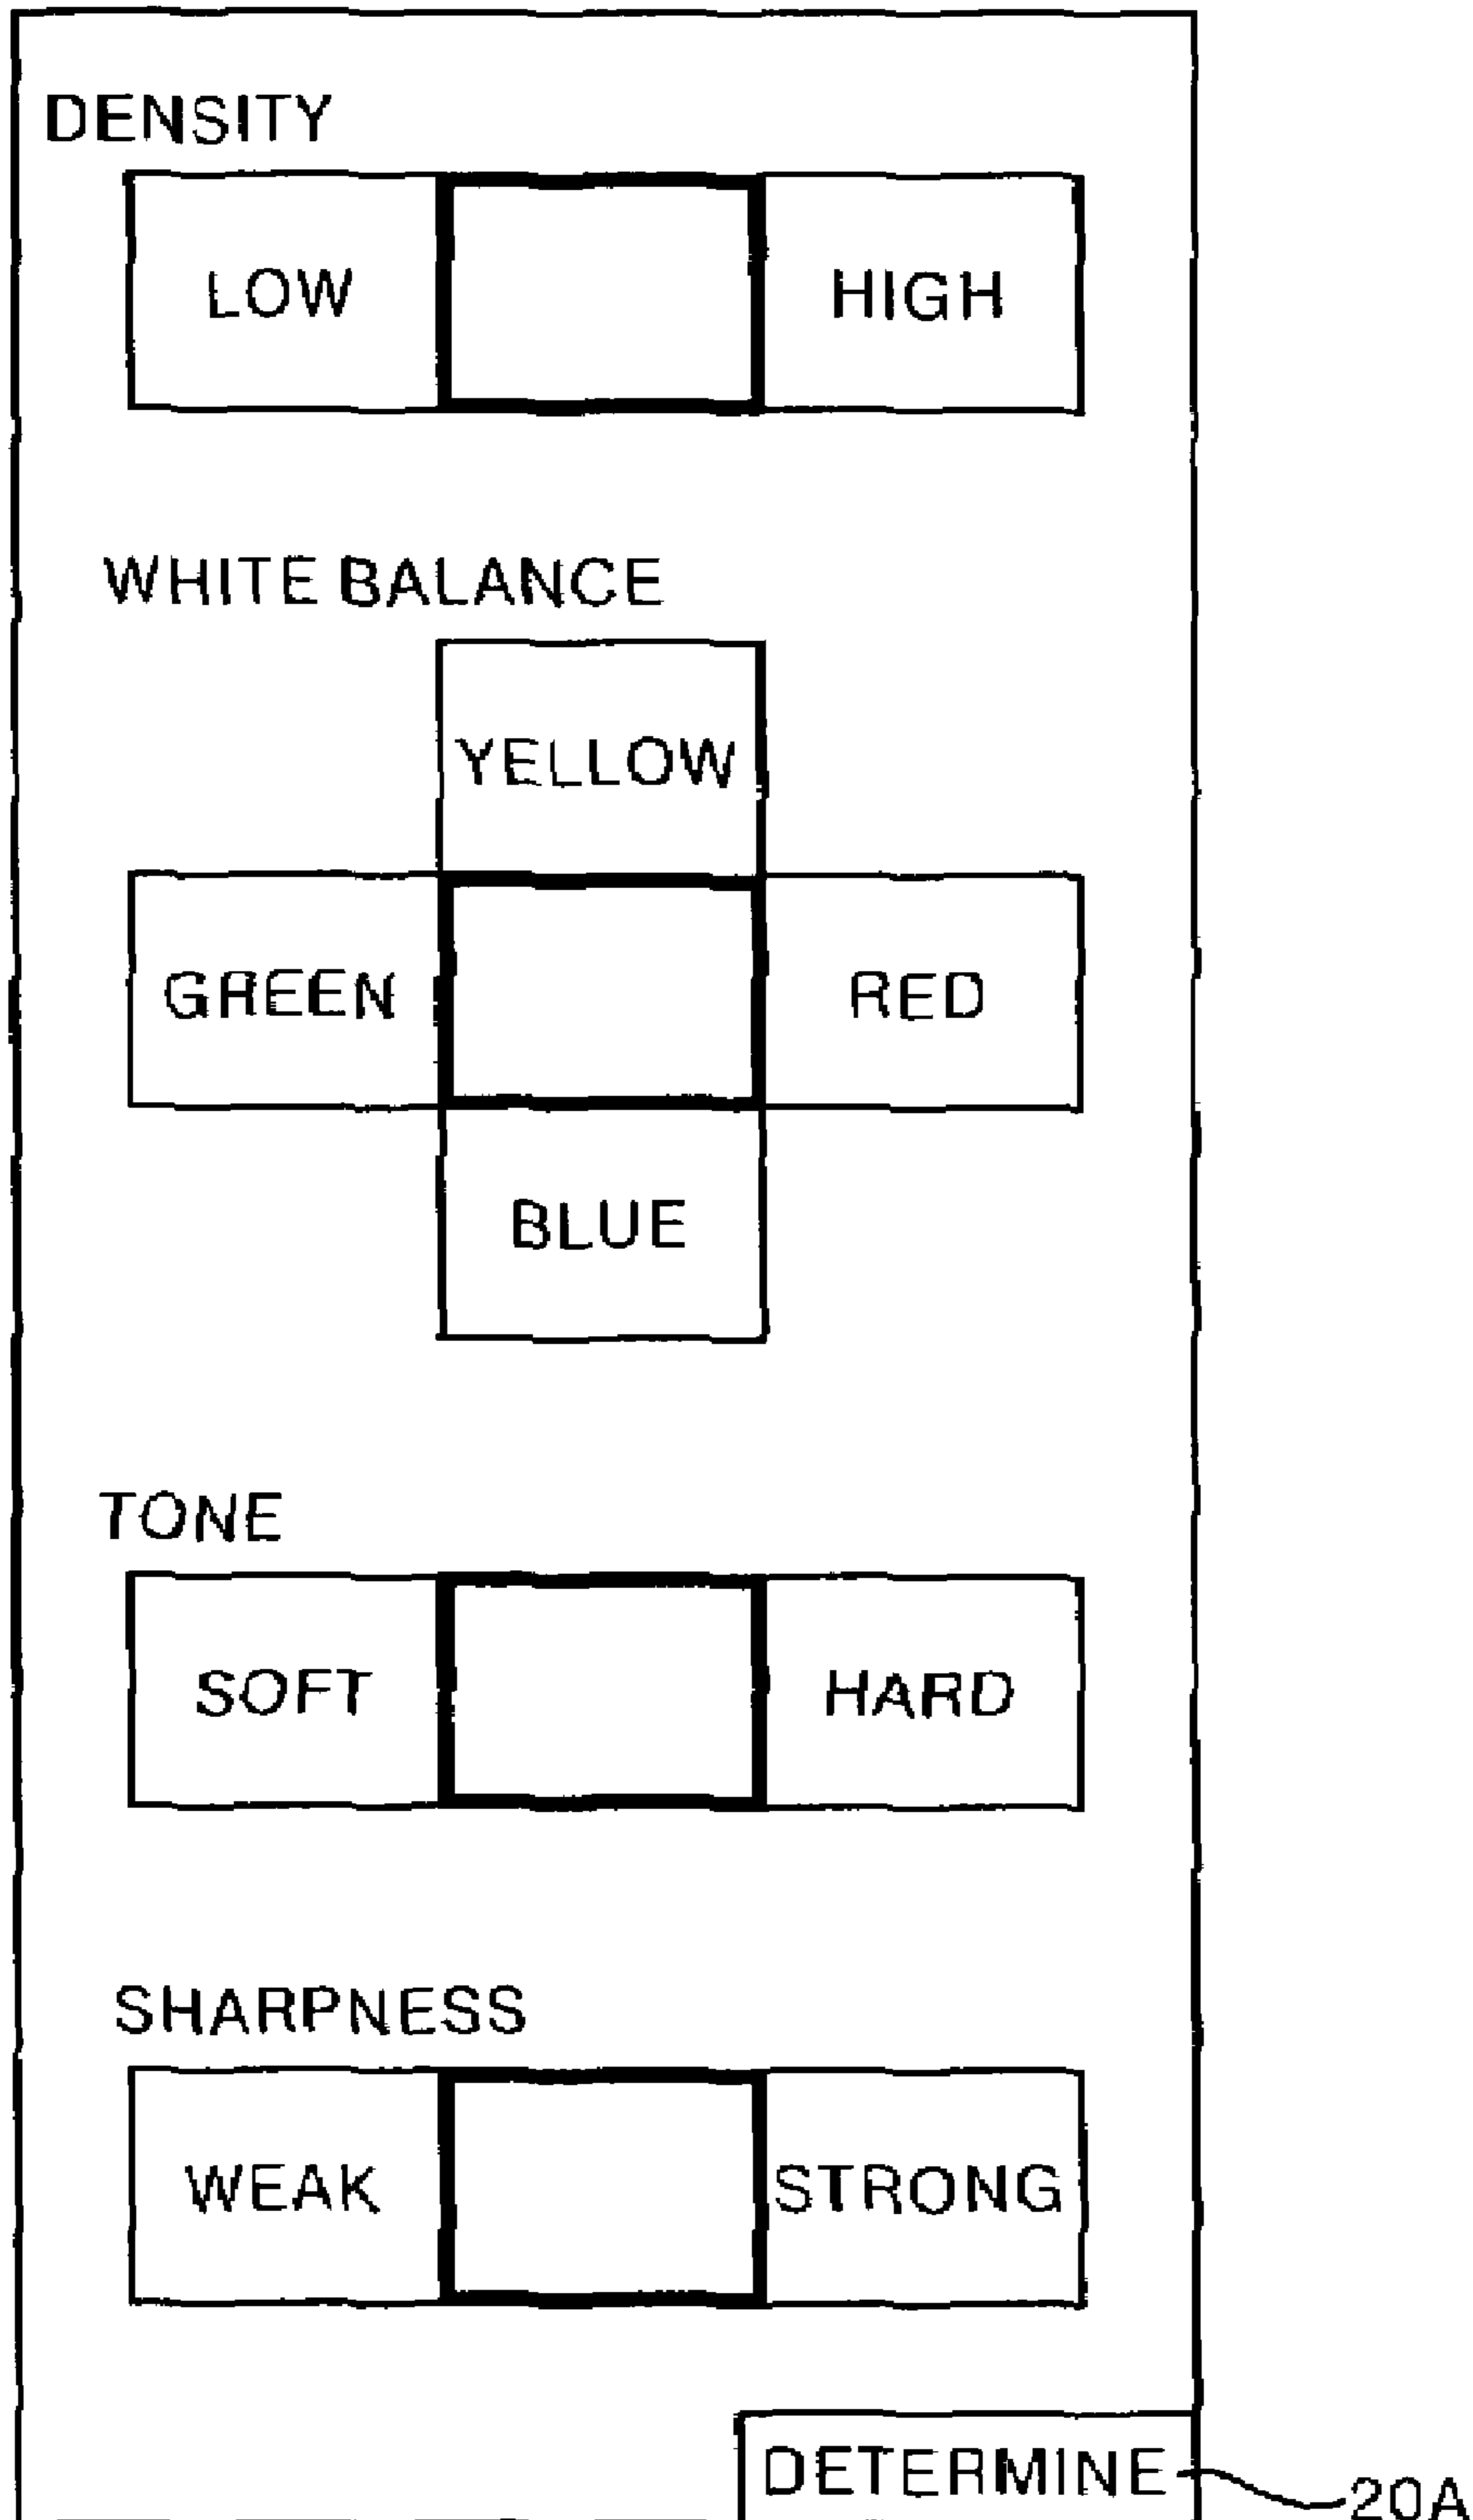 DENSITY
LOW HIGH
WHITE BALANCE
YELLOW
GREEN RED
BLUE
TONE
SOFT HARD
SHARPNESS
WEAK STRONG
DETERMINE
20A